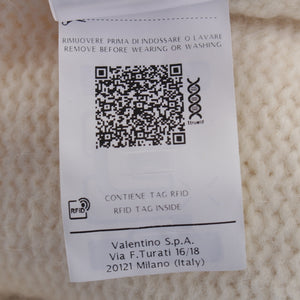 RIMUOVERE PRIMA DI INDOSSARE O LAVARE
REMOVE BEFORE WEARING OR WASHING
CONTIENE TAG RFID
RFID TAG INSIDE
RFID
Valentino S.p.A.
Via F.Turati 16/18
20121 Milano (Italy)